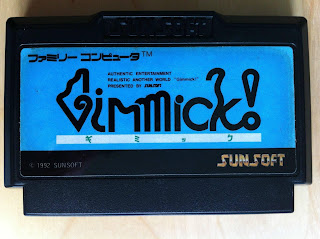 SUNSOFT
ファミリー コンピュータ™
AUTHENTIC ENTERTAINMENT
REALISTIC ANOTHER WORLD "Gimmick!"
PRESENTED BY SUNSOFT
Gimmick!
ギミック
© 1992 SUNSOFT
SUNSOFT